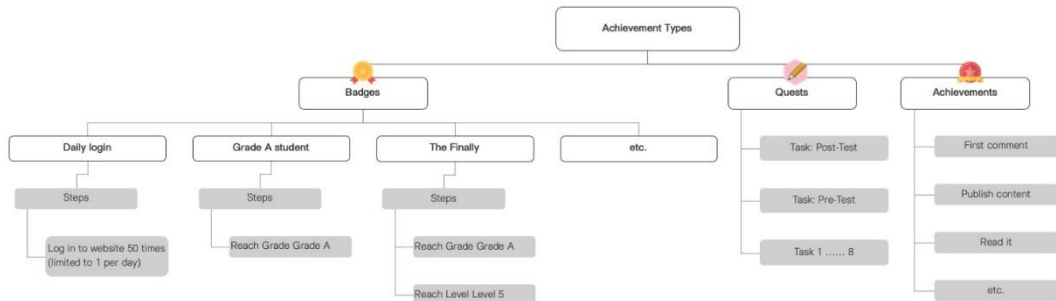 Achievement Types
Badges
Quests
Achievements
Daily login
Grade A student
The Finally
etc.
Steps
Steps
Steps
Log in to website 50 times
(limited to 1 per day)
Reach Grade Grade A
Reach Grade Grade A
Reach Level Level 5
Task: Post-Test
Task: Pre-Test
Task 1 ...... 8
First comment
Publish content
Read it
etc.